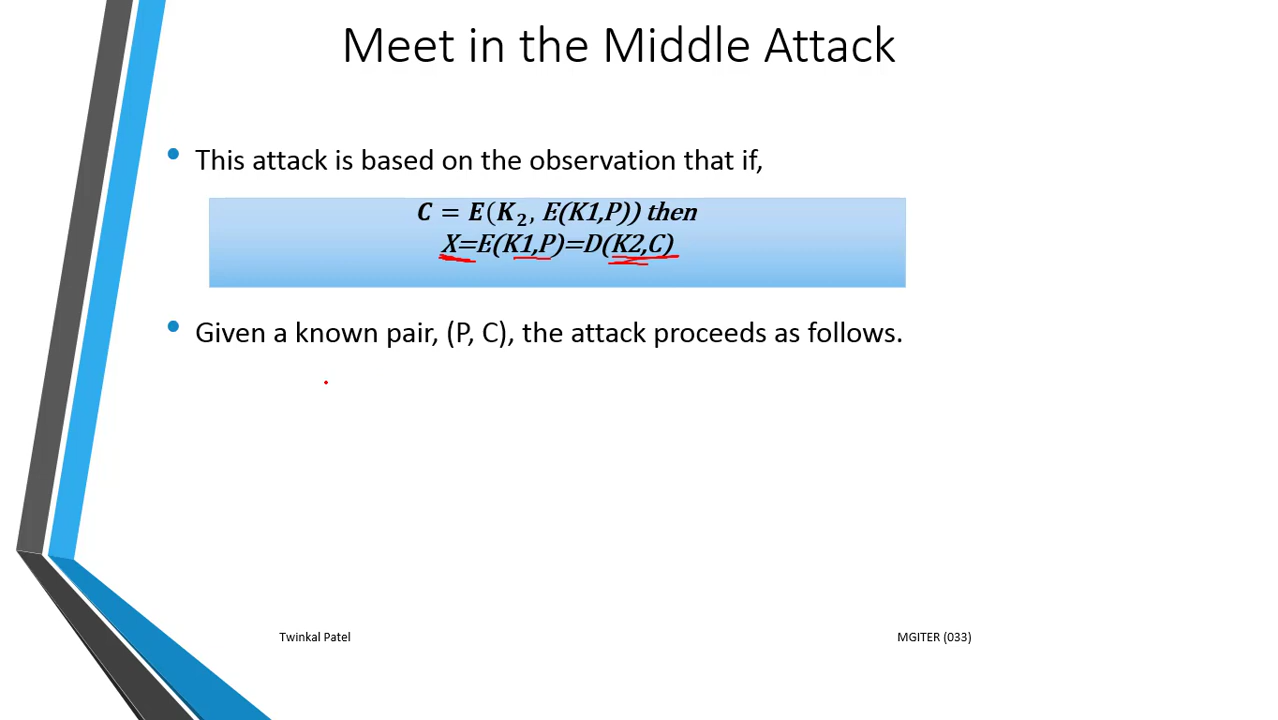 Meet in the Middle Attack
• This attack is based on the observation that if,
C = E(K₂, E(K1,P)) then
X=E(K1,P)=D(K2,C)
• Given a known pair, (P, C), the attack proceeds as follows.
Twinkal Patel
MGITER (033)